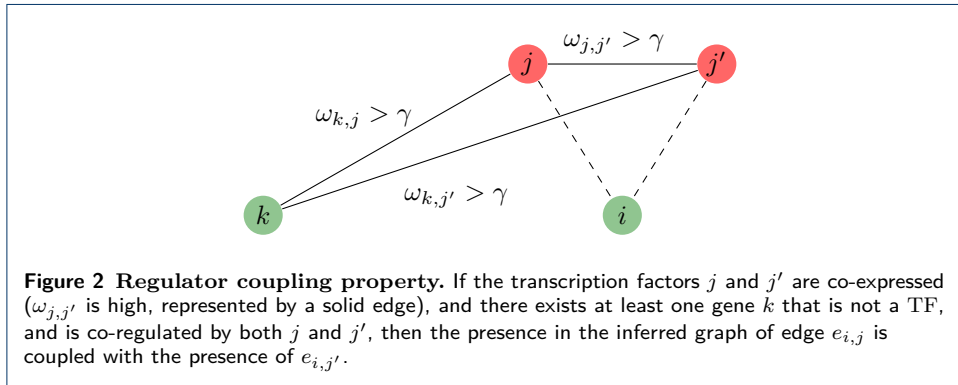 ω_{j,j′} > γ
j
j′
ω_{k,j} > γ
ω_{k,j′} > γ
k
i
Figure 2 Regulator coupling property. If the transcription factors j and j′ are co-expressed
(ω_{j,j′} is high, represented by a solid edge), and there exists at least one gene k that is not a TF,
and is co-regulated by both j and j′, then the presence in the inferred graph of edge e_{i,j} is
coupled with the presence of e_{i,j′}.